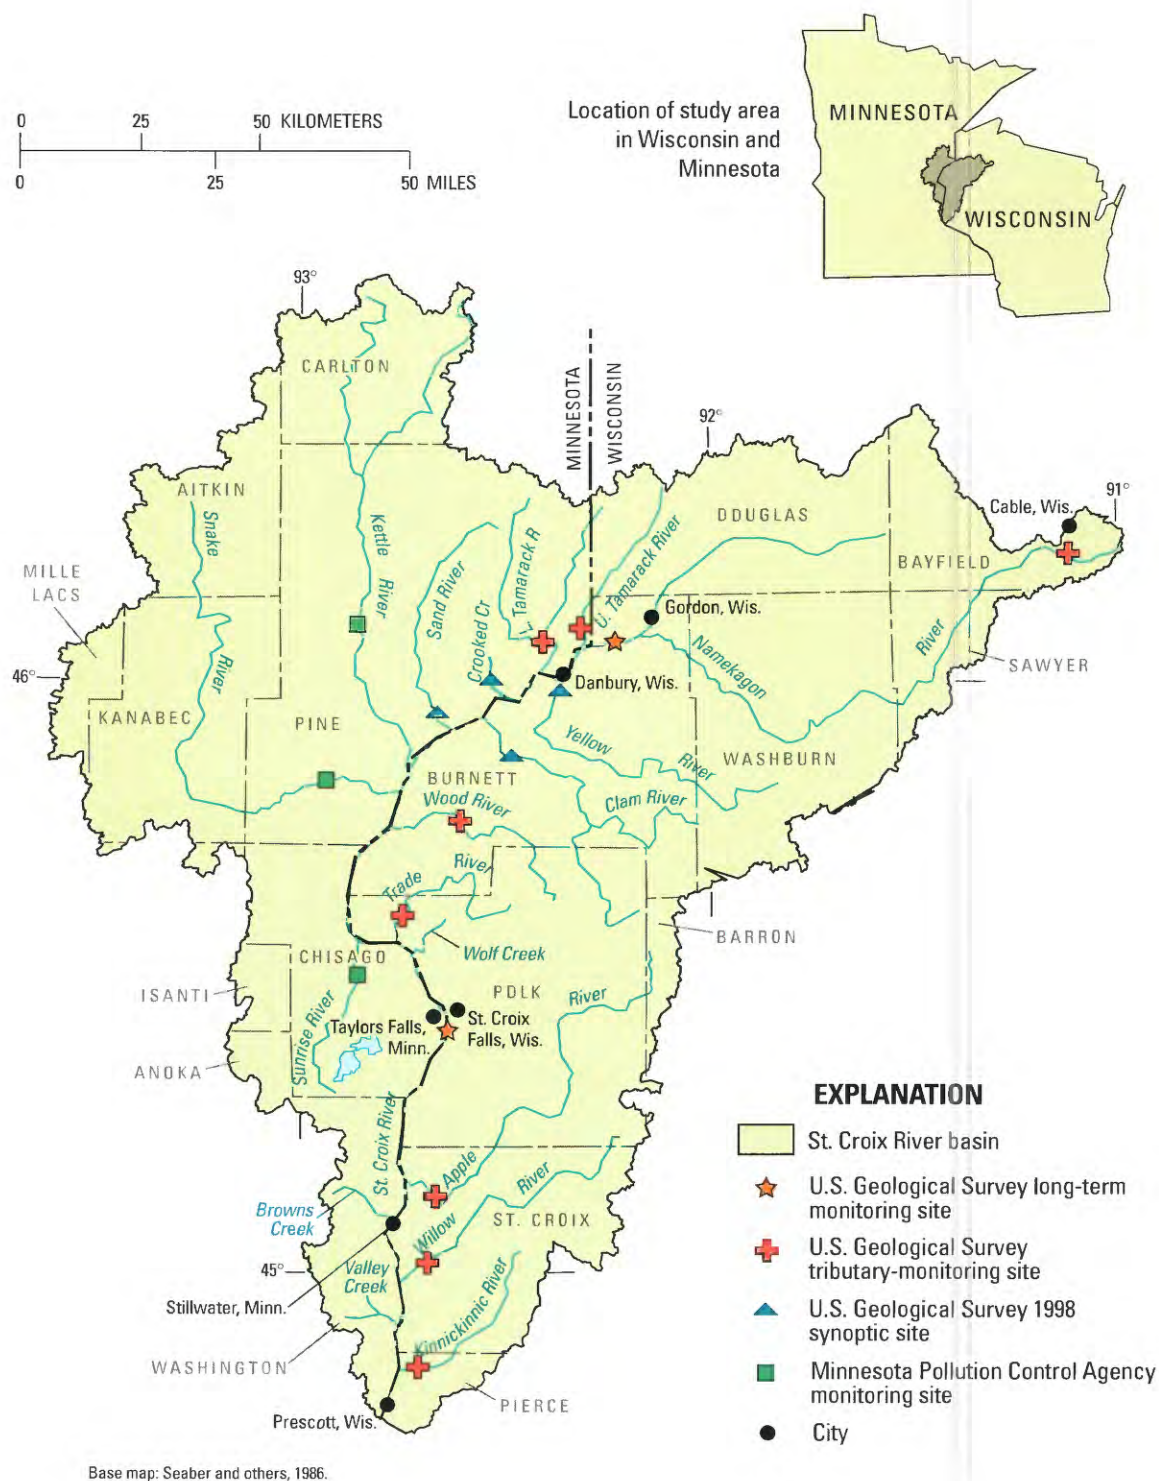 0 25 50 KILOMETERS
0 25 50 MILES
Location of study area
in Wisconsin and
Minnesota
MINNESOTA
WISCONSIN
93°
CARLTON
MINNESOTA
WISCONSIN
92°
91°
Cable, Wis.
AITKIN
DDUGLAS
BAYFIELD
Snake
River
Kettle
River
Sand River
Crooked Cr
L. Tamarack R
U. Tamarack River
MILLE
LACS
Gordon, Wis.
Namekagon
River
SAWYER
46°
Danbury, Wis.
KANABEC
PINE
Yellow
River
WASHBURN
BURNETT
Wood River
Clam River
Trade
River
BARRON
Wolf Creek
CHISAGO
ISANTI
PDLK
River
Sunrise River
Taylors Falls,
Minn.
St. Croix
Falls, Wis.
ANOKA
St. Croix River
Apple
Browns
Creek
Willow
River
ST. CROIX
45°
Valley
Creek
Kinnickinnic River
Stillwater, Minn.
WASHINGTON
PIERCE
Prescott, Wis.
EXPLANATION
St. Croix River basin
U.S. Geological Survey long-term
monitoring site
U.S. Geological Survey
tributary-monitoring site
U.S. Geological Survey 1998
synoptic site
Minnesota Pollution Control Agency
monitoring site
City
Base map: Seaber and others, 1986.